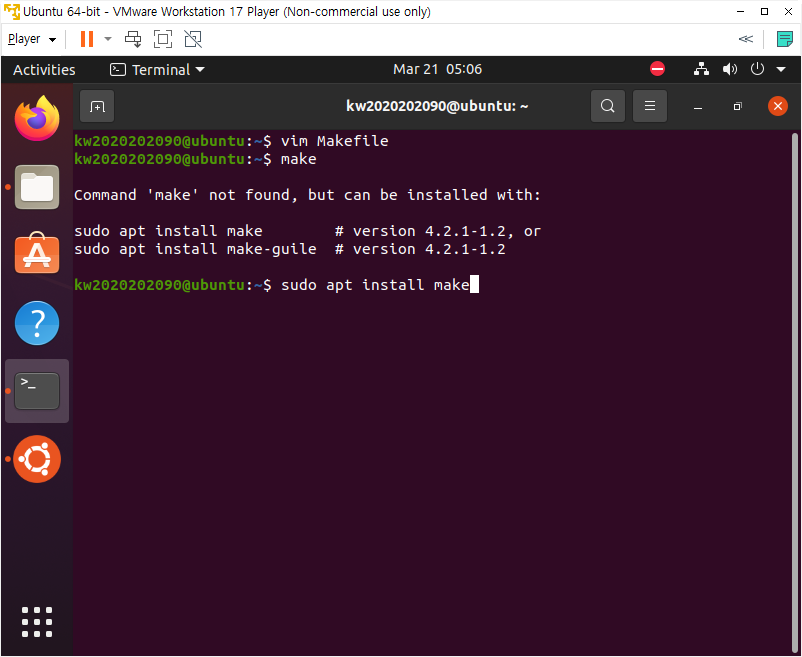 Ubuntu 64-bit - VMware Workstation 17 Player (Non-commercial use only)
Player
Activities Terminal Mar 21 05:06
kw2020202090@ubuntu: ~
kw2020202090@ubuntu:~$ vim Makefile
kw2020202090@ubuntu:~$ make
Command 'make' not found, but can be installed with:
sudo apt install make        # version 4.2.1-1.2, or
sudo apt install make-guile  # version 4.2.1-1.2
kw2020202090@ubuntu:~$ sudo apt install make